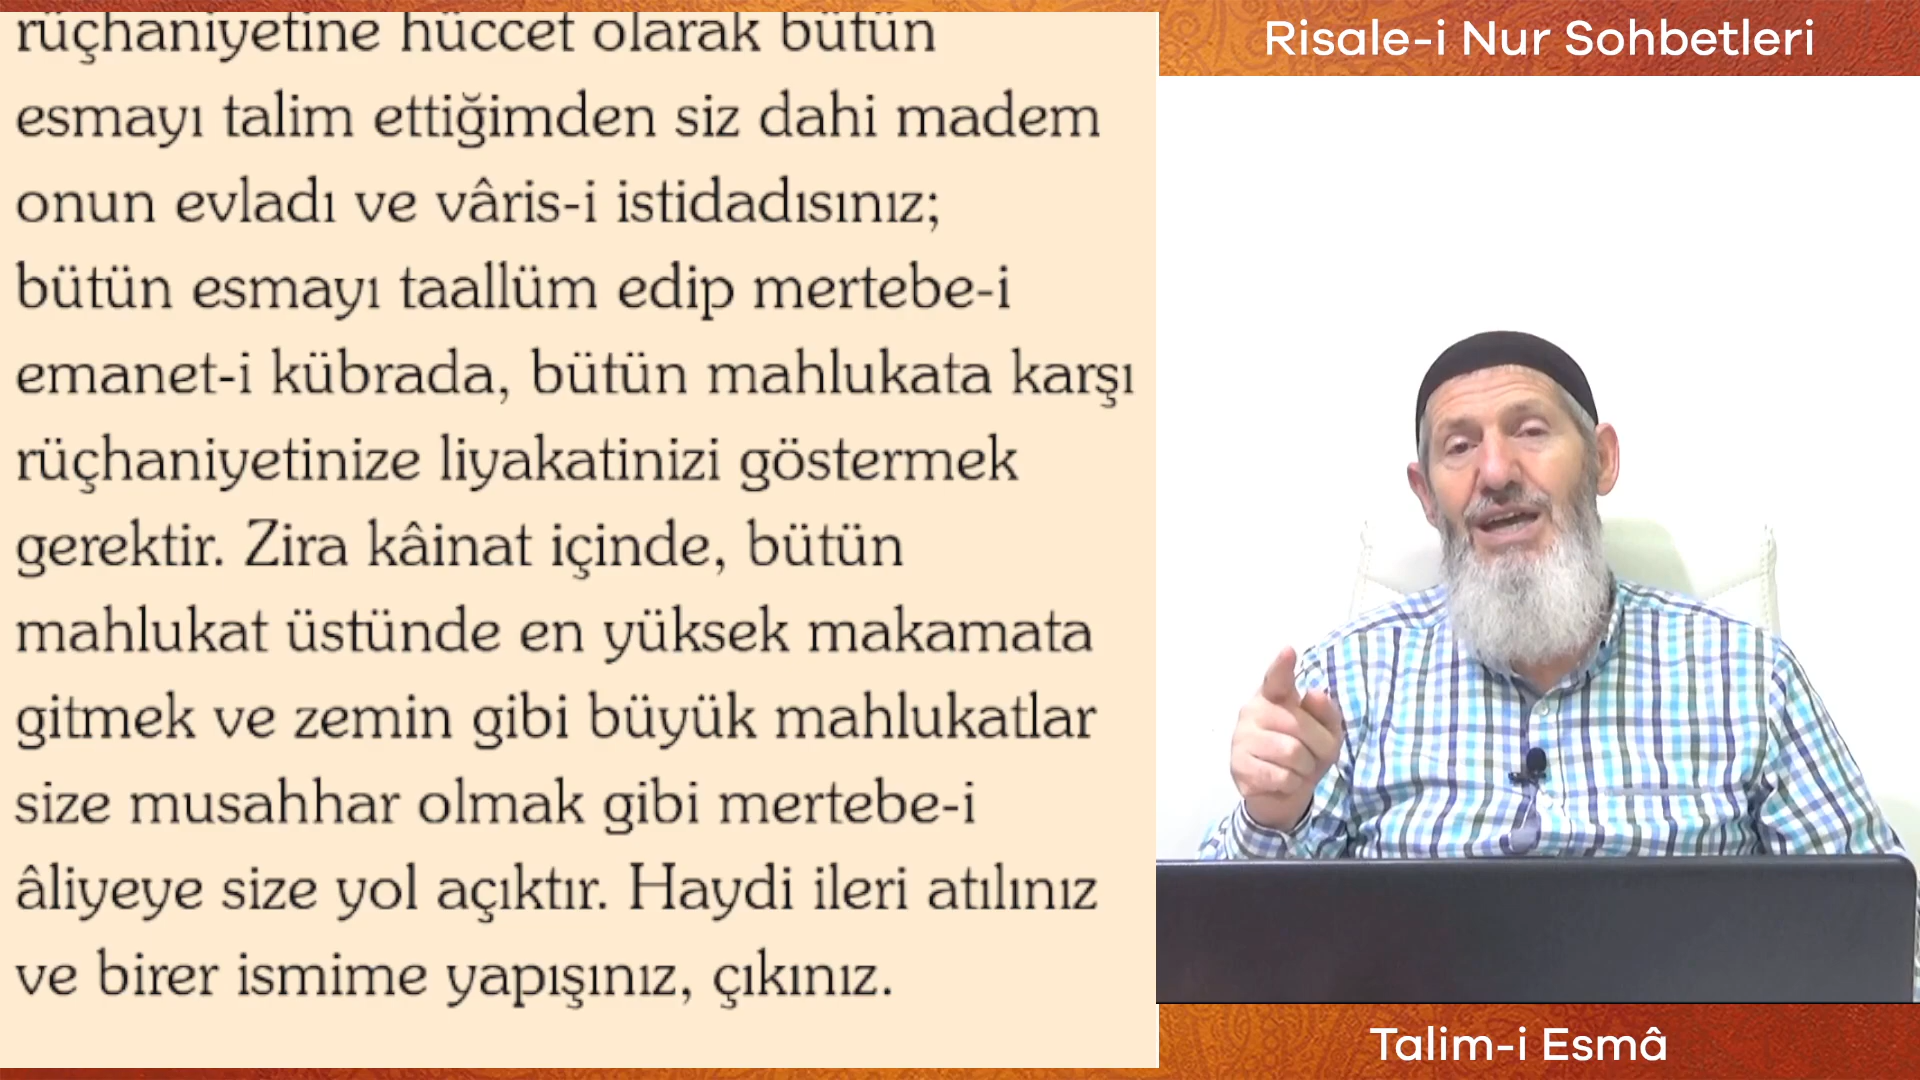 rüçhaniyetine hüccet olarak bütün
esmayı talim ettiğimden siz dahi madem
onun evladı ve vâris-i istidadısınız;
bütün esmayı taallüm edip mertebe-i
emanet-i kübrada, bütün mahlukata karşı
rüçhaniyetinize liyakatinizi göstermek
gerektir. Zira kâinat içinde, bütün
mahlukat üstünde en yüksek makamata
gitmek ve zemin gibi büyük mahlukatlar
size musahhar olmak gibi mertebe-i
âliyeye size yol açıktır. Haydi ileri atılınız
ve birer ismime yapışınız, çıkınız.
Risale-i Nur Sohbetleri
Talim-i Esmâ